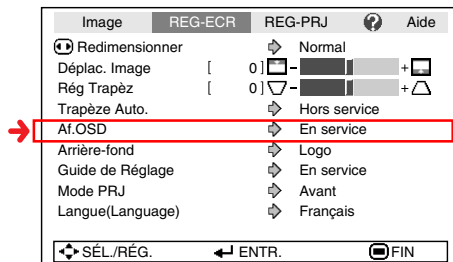 Image REG-ECR REG-PRJ ? Aide
Redimensionner Normal
Déplac. Image [ 0 ] - +
Rég Trapèz [ 0 ] - +
Trapèze Auto. Hors service
Af.OSD En service
Arrière-fond Logo
Guide de Réglage En service
Mode PRJ Avant
Langue(Language) Français
SÉL./RÉG. ENTR. FIN